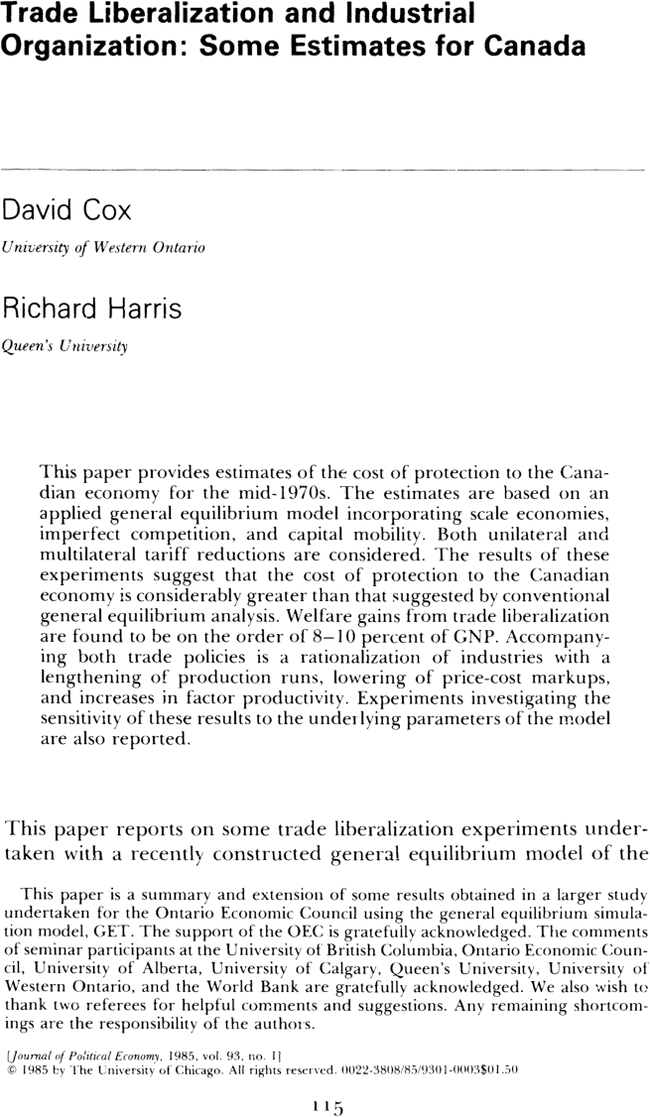 Trade Liberalization and Industrial
Organization: Some Estimates for Canada
David Cox
University of Western Ontario
Richard Harris
Queen's University
This paper provides estimates of the cost of protection to the Cana-
dian economy for the mid-1970s. The estimates are based on an
applied general equilibrium model incorporating scale economies,
imperfect competition, and capital mobility. Both unilateral and
multilateral tariff reductions are considered. The results of these
experiments suggest that the cost of protection to the Canadian
economy is considerably greater than that suggested by conventional
general equilibrium analysis. Welfare gains from trade liberalization
are found to be on the order of 8–10 percent of GNP. Accompany-
ing both trade policies is a rationalization of industries with a
lengthening of production runs, lowering of price-cost markups,
and increases in factor productivity. Experiments investigating the
sensitivity of these results to the underlying parameters of the model
are also reported.
This paper reports on some trade liberalization experiments under-
taken with a recently constructed general equilibrium model of the
This paper is a summary and extension of some results obtained in a larger study
undertaken for the Ontario Economic Council using the general equilibrium simula-
tion model, GET. The support of the OEC is gratefully acknowledged. The comments
of seminar participants at the University of British Columbia, Ontario Economic Coun-
cil, University of Alberta, University of Calgary, Queen's University, University of
Western Ontario, and the World Bank are gratefully acknowledged. We also wish to
thank two referees for helpful comments and suggestions. Any remaining shortcom-
ings are the responsibility of the authors.
[Journal of Political Economy, 1985, vol. 93, no. 1]
© 1985 by The University of Chicago. All rights reserved. 0022-3808/85/9301-0003$01.50
115